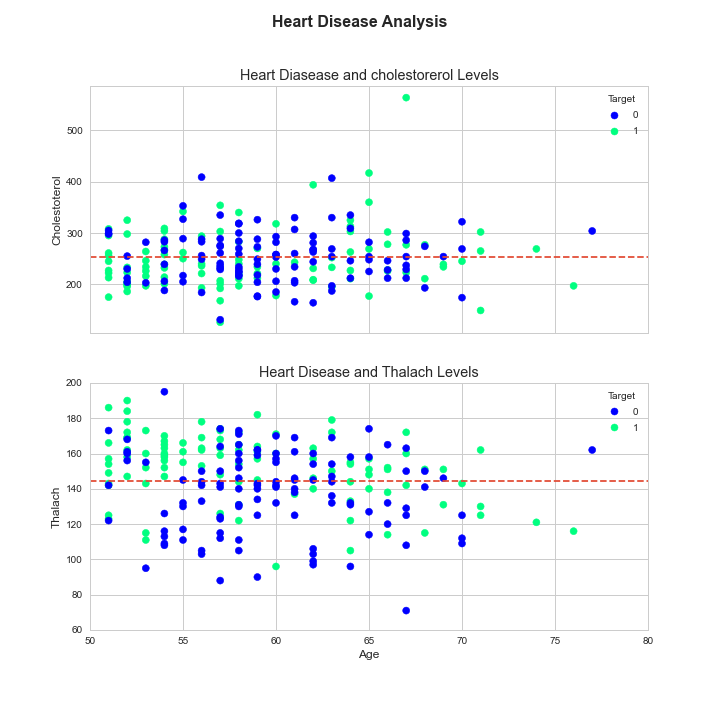 Heart Disease Analysis
Heart Diasease and cholestorerol Levels
Target
0
1
Cholestoterol
500
400
300
200
Heart Disease and Thalach Levels
Target
0
1
Thalach
200
180
160
140
120
100
80
60
50 55 60 65 70 75 80
Age